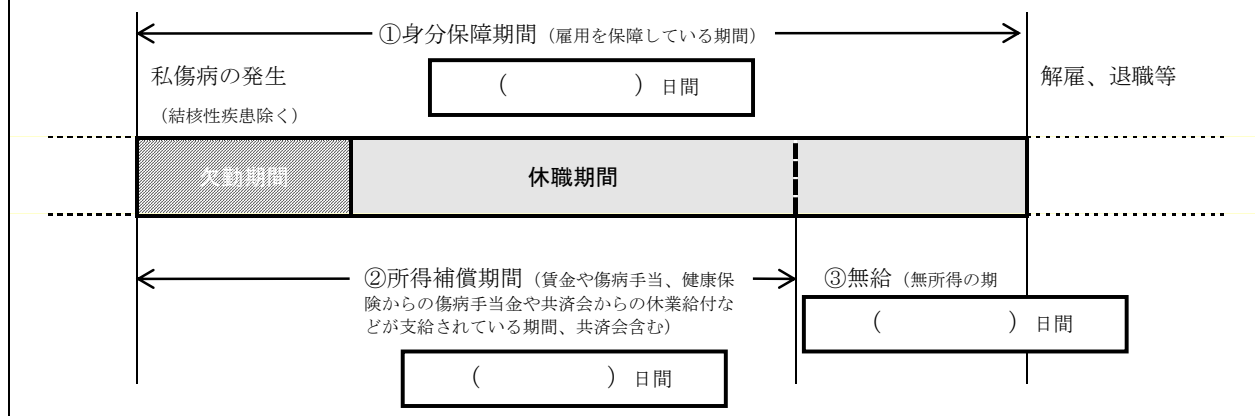 ①身分保障期間（雇用を保障している期間）
（　　　　）日間
私傷病の発生
（結核性疾患除く）
解雇、退職等
欠勤期間
休職期間
②所得補償期間（賃金や傷病手当、健康保
険からの傷病手当金や共済会からの休業給付な
どが支給されている期間、共済会含む）
（　　　　）日間
③無給（無所得の期
（　　　　）日間